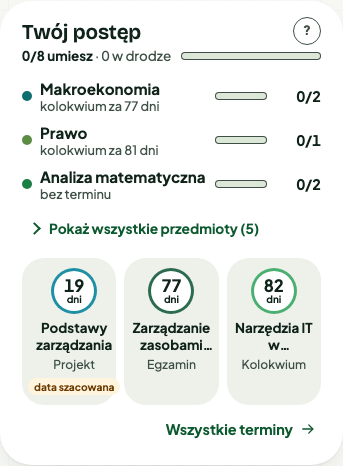 Twój postęp
?
0/8 umiesz · 0 w drodze
Makroekonomia
kolokwium za 77 dni
0/2
Prawo
kolokwium za 81 dni
0/1
Analiza matematyczna
bez terminu
0/2
Pokaż wszystkie przedmioty (5)
19
dni
Podstawy
zarządzania
Projekt
data szacowana
77
dni
Zarządzanie
zasobami...
Egzamin
82
dni
Narzędzia IT
w...
Kolokwium
Wszystkie terminy →